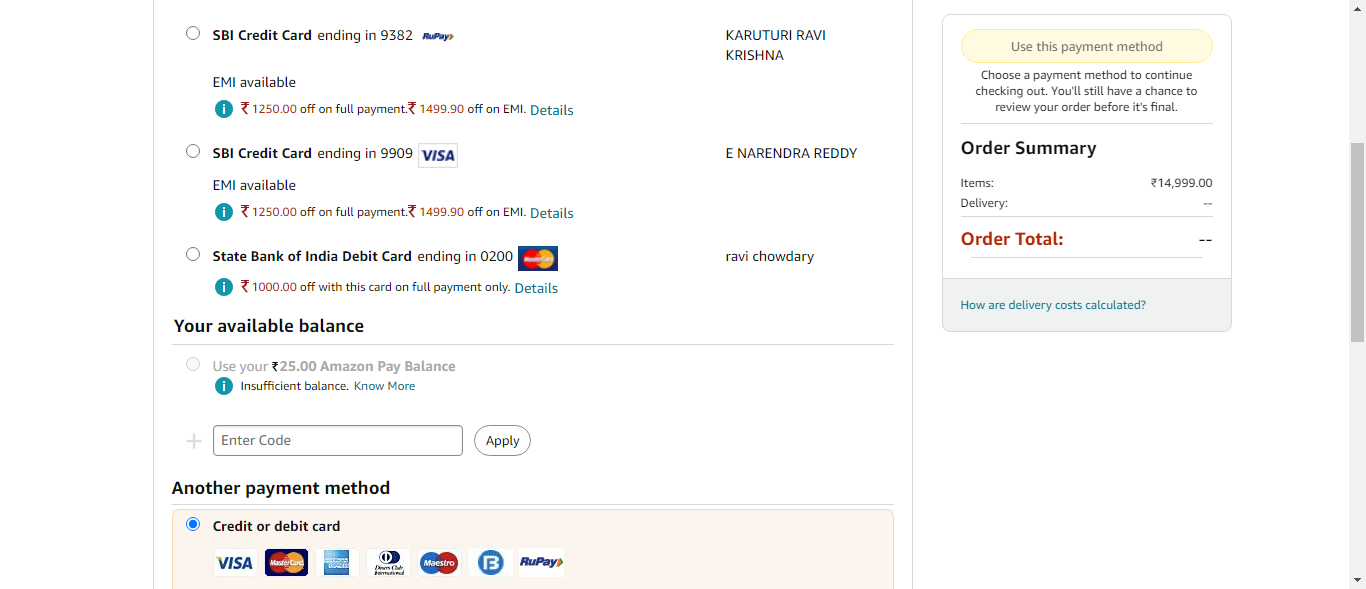 SBI Credit Card ending in 9382 RuPay
KARUTURI RAVI
KRISHNA
EMI available
i ₹ 1250.00 off on full payment.₹ 1499.90 off on EMI. Details
SBI Credit Card ending in 9909 VISA
E NARENDRA REDDY
EMI available
i ₹ 1250.00 off on full payment.₹ 1499.90 off on EMI. Details
State Bank of India Debit Card ending in 0200 MasterCard
ravi chowdary
i ₹ 1000.00 off with this card on full payment only. Details
Your available balance
Use your ₹25.00 Amazon Pay Balance
i Insufficient balance. Know More
+ Enter Code Apply
Another payment method
Credit or debit card
VISA MasterCard AMERICAN EXPRESS Diners Club International Maestro B RuPay
Use this payment method
Choose a payment method to continue
checking out. You'll still have a chance to
review your order before it's final.
Order Summary
Items: ₹14,999.00
Delivery: --
Order Total: --
How are delivery costs calculated?